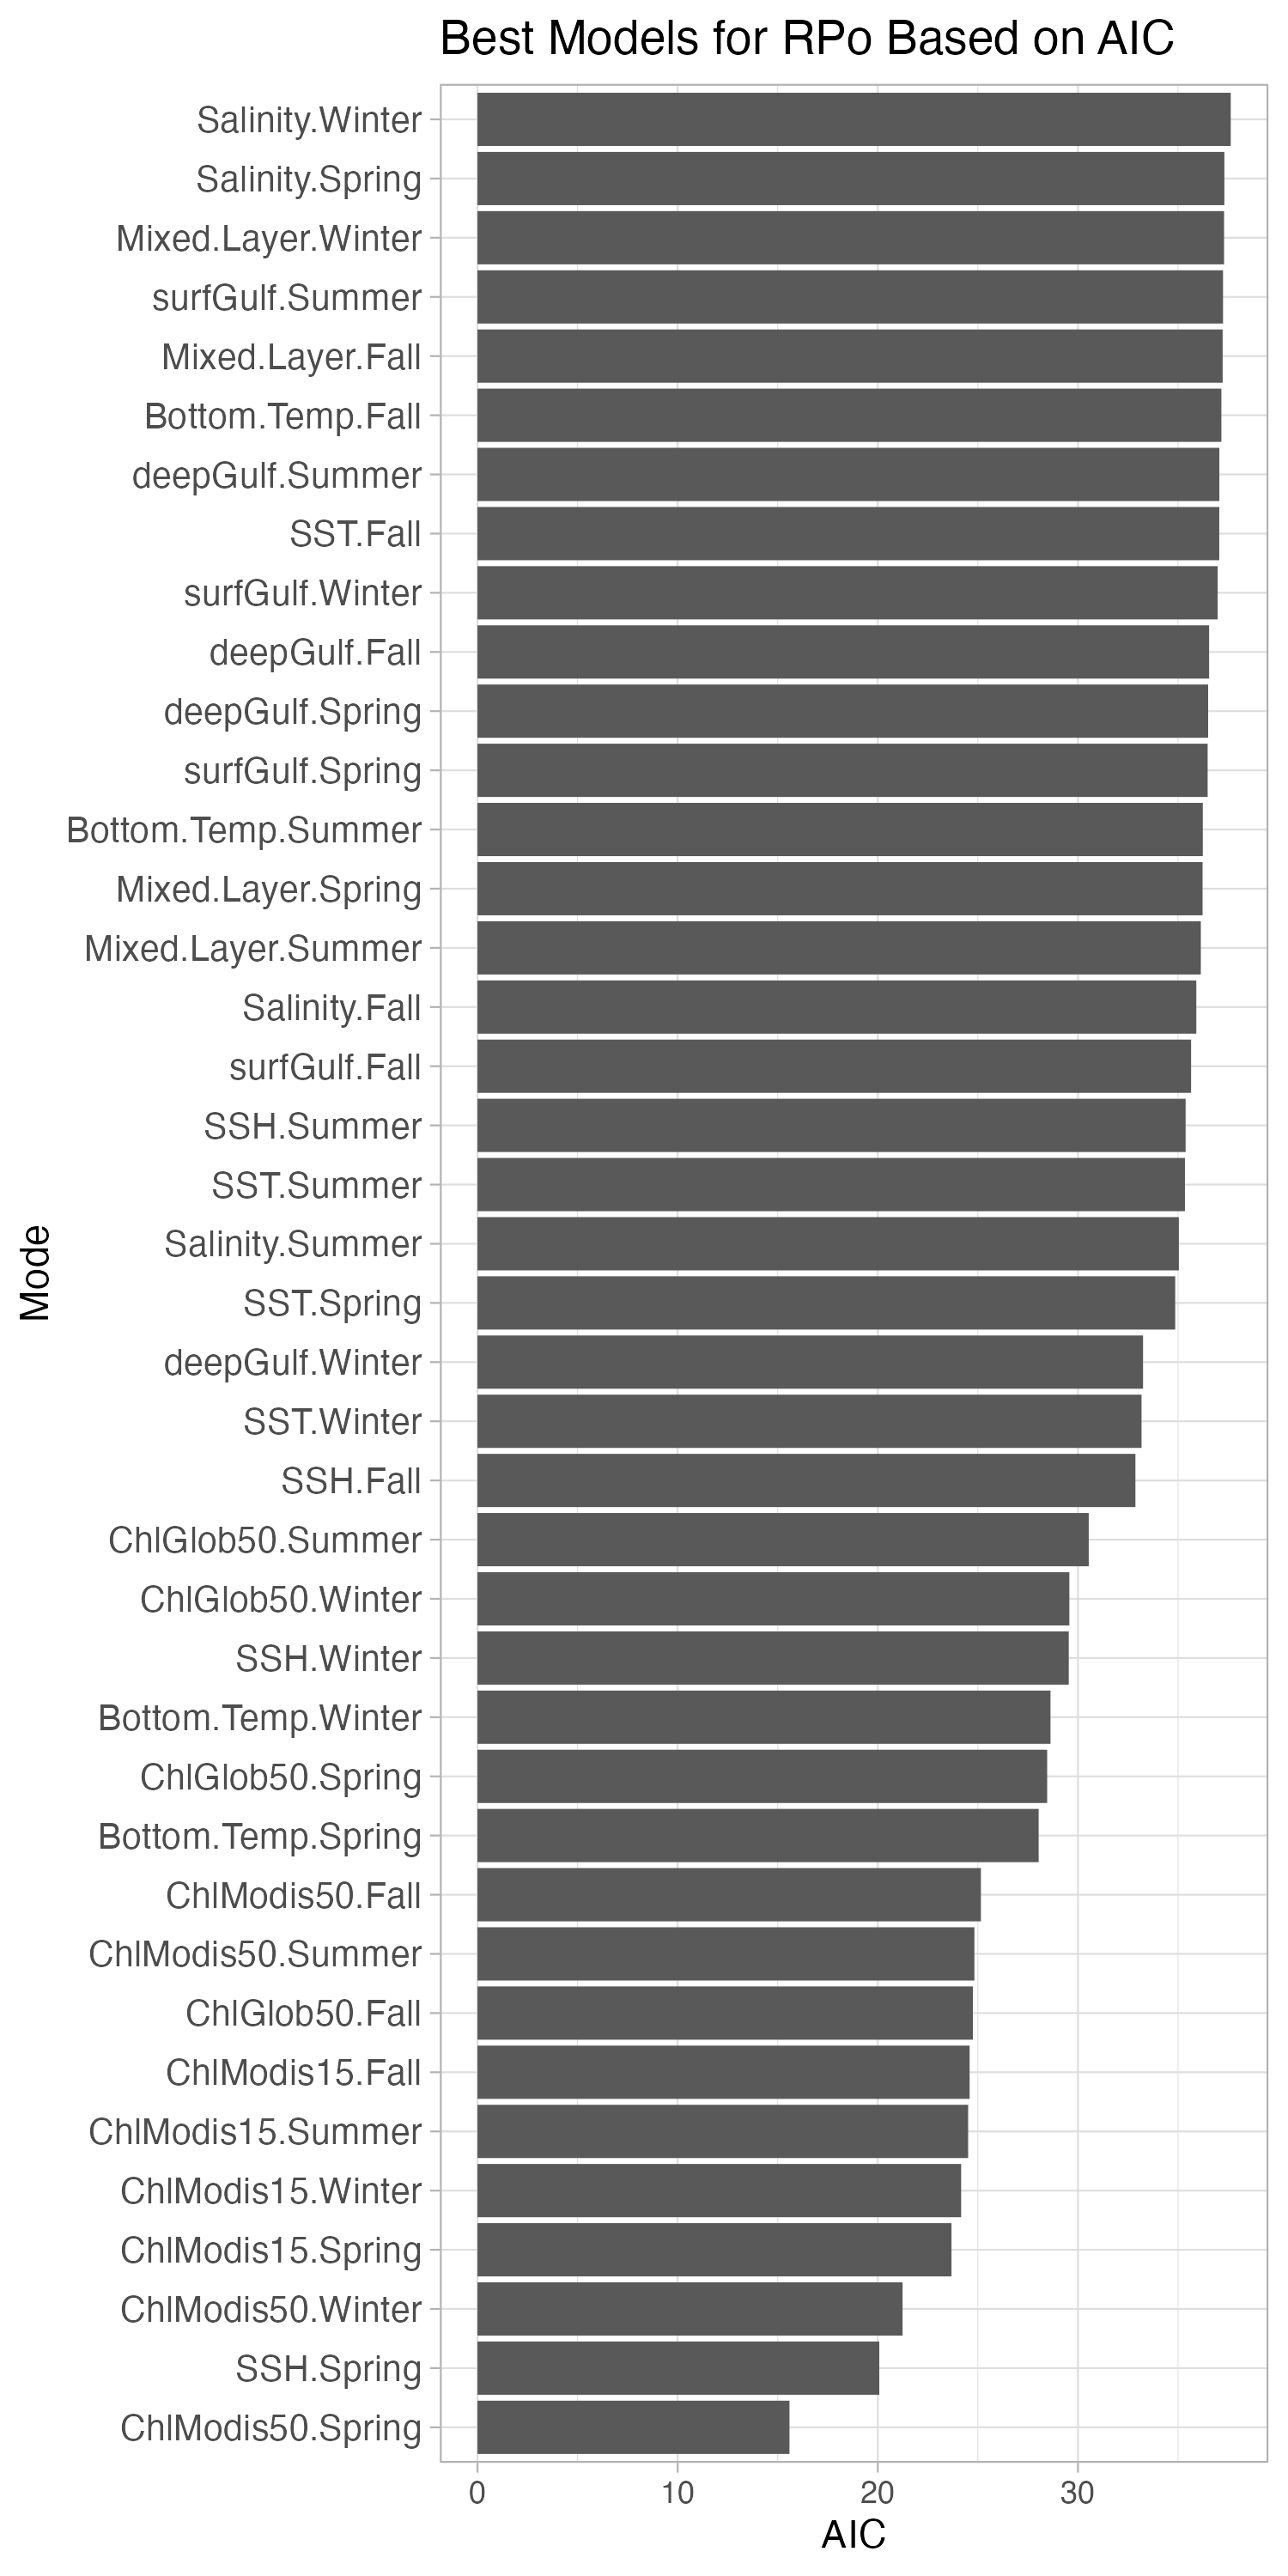 Best Models for RPo Based on AIC
Salinity.Winter
Salinity.Spring
Mixed.Layer.Winter
surfGulf.Summer
Mixed.Layer.Fall
Bottom.Temp.Fall
deepGulf.Summer
SST.Fall
surfGulf.Winter
deepGulf.Fall
deepGulf.Spring
surfGulf.Spring
Bottom.Temp.Summer
Mixed.Layer.Spring
Mixed.Layer.Summer
Salinity.Fall
surfGulf.Fall
SSH.Summer
SST.Summer
Salinity.Summer
SST.Spring
deepGulf.Winter
SST.Winter
SSH.Fall
ChlGlob50.Summer
ChlGlob50.Winter
SSH.Winter
Bottom.Temp.Winter
ChlGlob50.Spring
Bottom.Temp.Spring
ChlModis50.Fall
ChlModis50.Summer
ChlGlob50.Fall
ChlModis15.Fall
ChlModis15.Summer
ChlModis15.Winter
ChlModis15.Spring
ChlModis50.Winter
SSH.Spring
ChlModis50.Spring
Mode
0 10 20 30
AIC